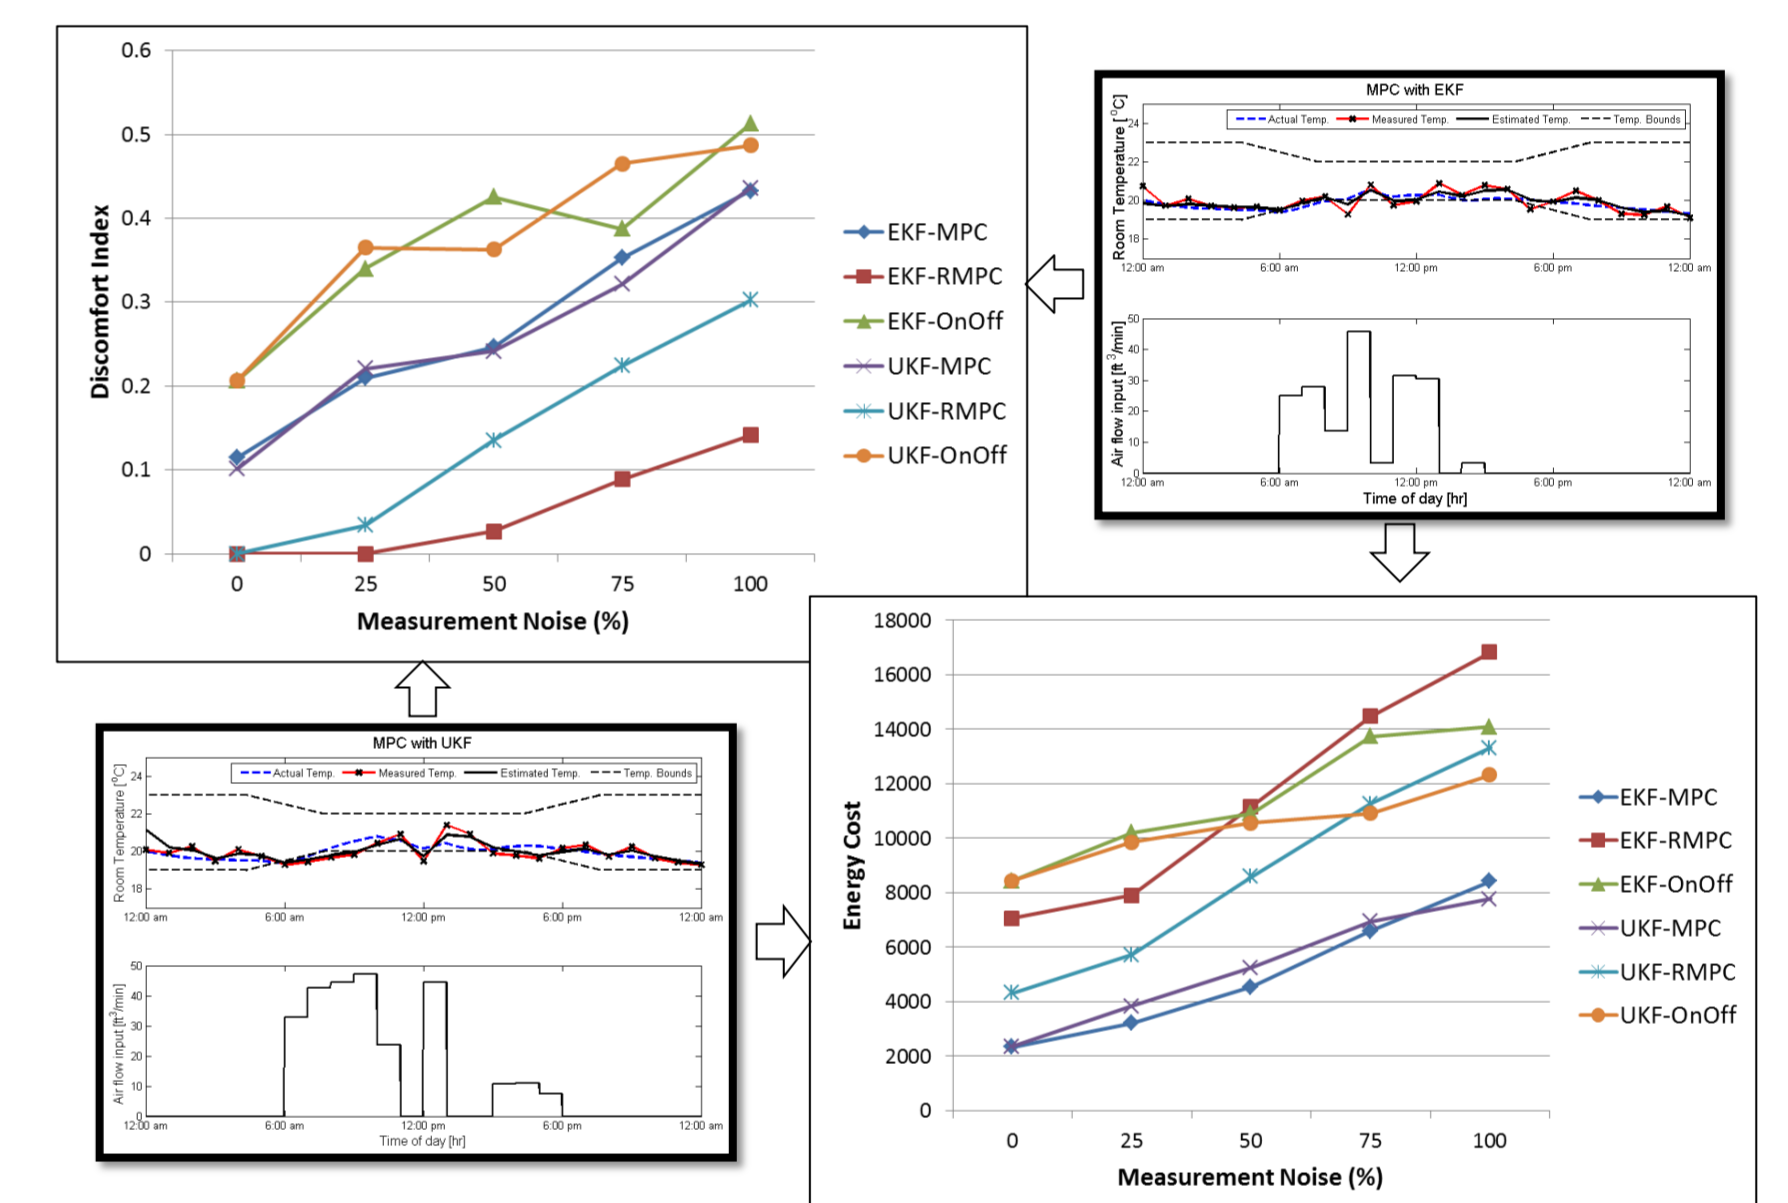 0.6
0.5
0.4
0.3
0.2
0.1
0
0 25 50 75 100
Discomfort Index
Measurement Noise (%)
EKF-MPC
EKF-RMPC
EKF-OnOff
UKF-MPC
UKF-RMPC
UKF-OnOff
MPC with EKF
Actual Temp. Measured Temp. Estimated Temp. Temp. Bounds
Room Temperature [°C]
24
22
20
18
12:00 am 6:00 am 12:00 pm 6:00 pm 12:00 am
Air flow input [ft³/min]
50
40
30
20
10
0
12:00 am 6:00 am 12:00 pm 6:00 pm 12:00 am
Time of day [hr]
MPC with UKF
Actual Temp. Measured Temp. Estimated Temp. Temp. Bounds
Room Temperature [°C]
24
22
20
18
12:00 am 6:00 am 12:00 pm 6:00 pm 12:00 am
Air flow input [ft³/min]
50
40
30
20
10
0
12:00 am 6:00 am 12:00 pm 6:00 pm 12:00 am
Time of day [hr]
18000
16000
14000
12000
10000
8000
6000
4000
2000
0
0 25 50 75 100
Energy Cost
Measurement Noise (%)
EKF-MPC
EKF-RMPC
EKF-OnOff
UKF-MPC
UKF-RMPC
UKF-OnOff